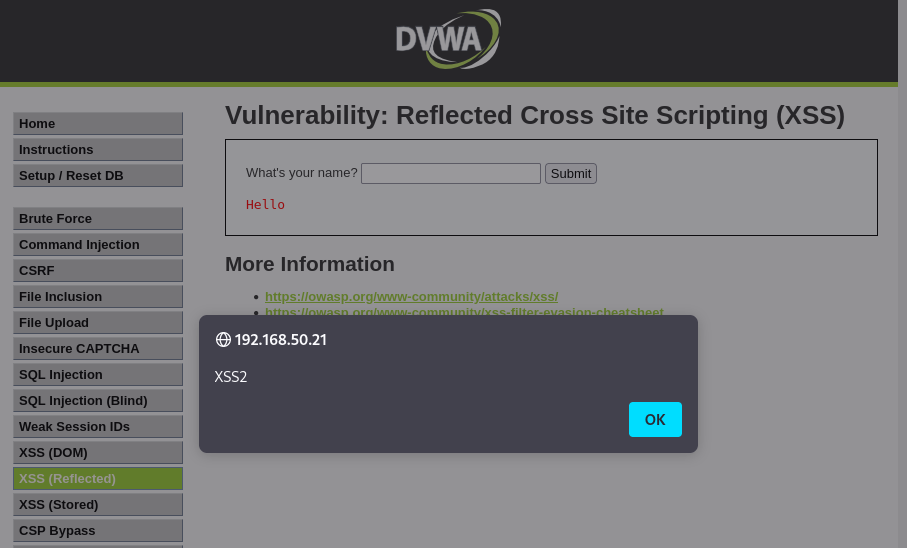 DVWA
Vulnerability: Reflected Cross Site Scripting (XSS)
Home
Instructions
Setup / Reset DB
Brute Force
Command Injection
CSRF
File Inclusion
File Upload
Insecure CAPTCHA
SQL Injection
SQL Injection (Blind)
Weak Session IDs
XSS (DOM)
XSS (Reflected)
XSS (Stored)
CSP Bypass
What's your name? Submit
Hello
More Information
https://owasp.org/www-community/attacks/xss/
https://owasp.org/www-community/xss-filter-evasion-cheatsheet
192.168.50.21
XSS2
OK